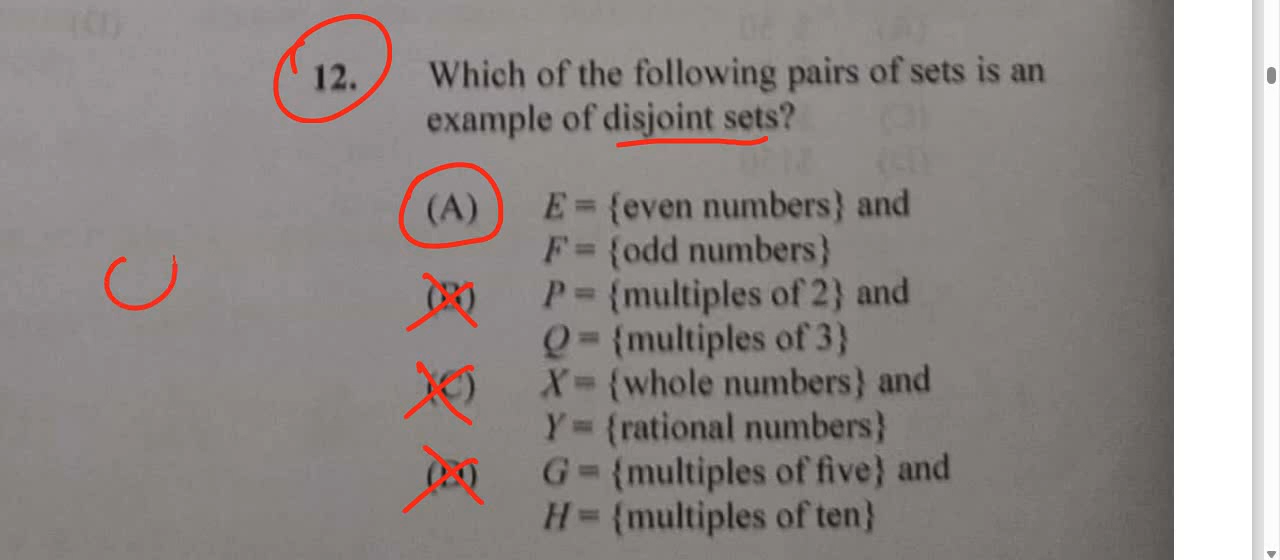 12. Which of the following pairs of sets is an
example of disjoint sets?
(A) E = {even numbers} and
F = {odd numbers}
(B) P = {multiples of 2} and
Q = {multiples of 3}
(C) X = {whole numbers} and
Y = {rational numbers}
(D) G = {multiples of five} and
H = {multiples of ten}